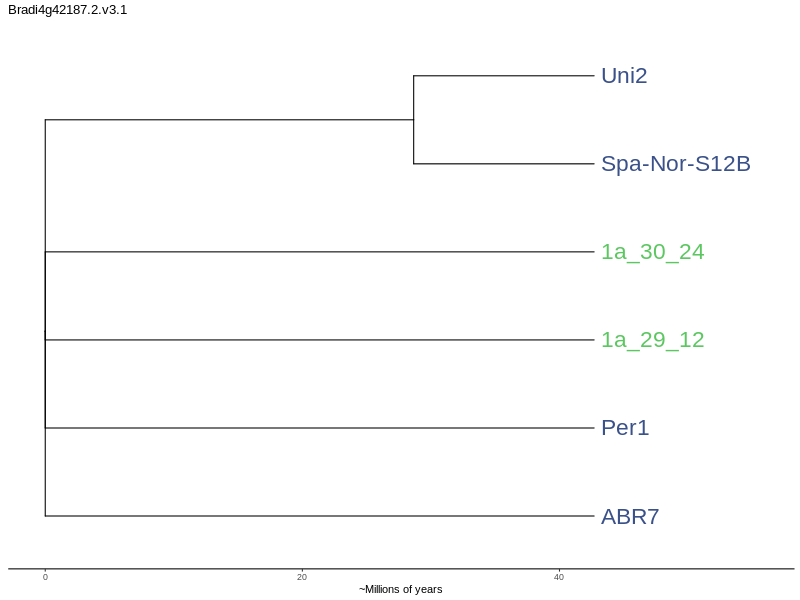 Bradi4g42187.2.v3.1
Uni2
Spa-Nor-S12B
1a_30_24
1a_29_12
Per1
ABR7
0 20 40
~Millions of years